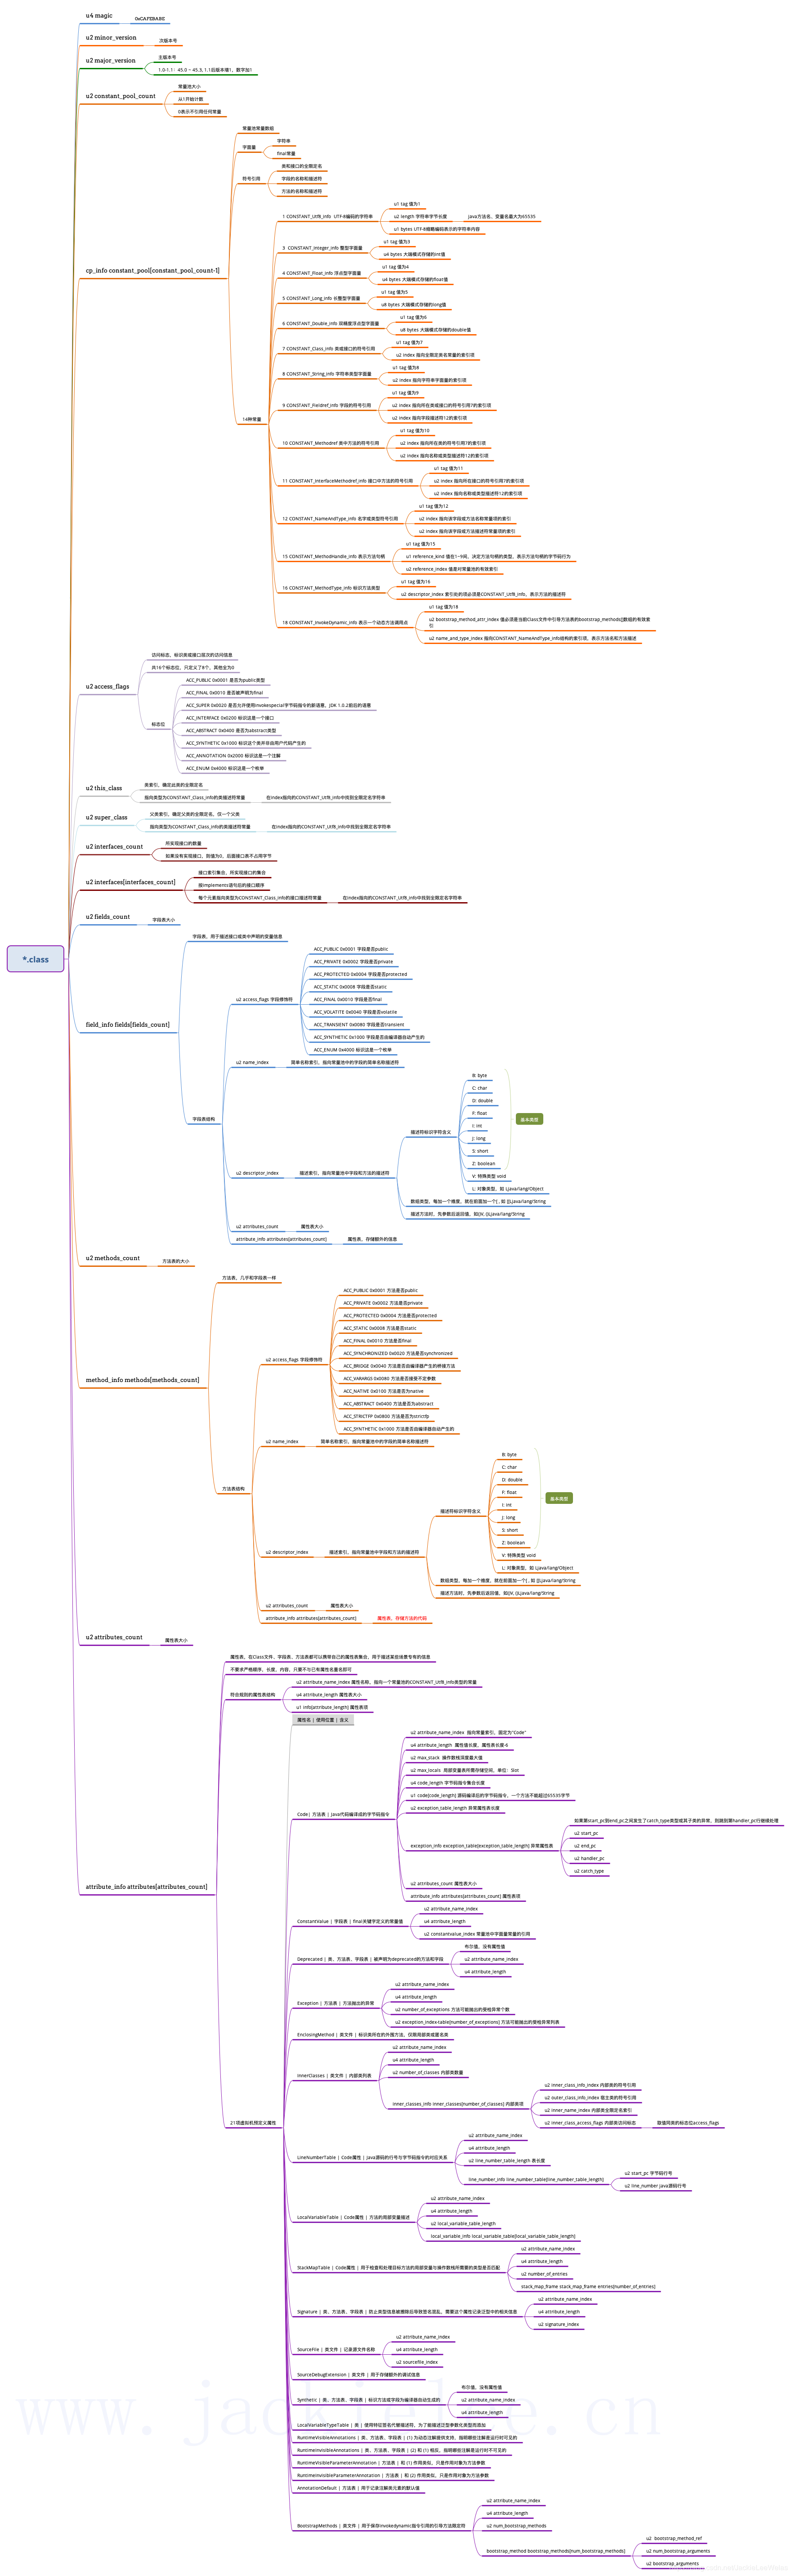 *.class
u4 magic
0xCAFEBABE
u2 minor_version
次版本号
u2 major_version
主版本号
1.0-1.1：45.0 ~ 45.3, 1.1后版本增1，数字加1
u2 constant_pool_count
常量池大小
从1开始计数
0表示不引用任何常量
cp_info constant_pool[constant_pool_count-1]
常量池常量数组
字面量
字符串
final常量
符号引用
类和接口的全限定名
字段的名称和描述符
方法的名称和描述符
14种常量
1 CONSTANT_Utf8_info UTF-8编码的字符串
u1 tag 值为1
u2 length 字符串字节长度
Java方法名、变量名最大为65535
u1 bytes UTF-8缩略编码表示的字符串内容
3 CONSTANT_Integer_info 整型字面量
u1 tag 值为3
u4 bytes 大端模式存储的int值
4 CONSTANT_Float_info 浮点型字面量
u1 tag 值为4
u4 bytes 大端模式存储的float值
5 CONSTANT_Long_info 长整型字面量
u1 tag 值为5
u8 bytes 大端模式存储的long值
6 CONSTANT_Double_info 双精度浮点型字面量
u1 tag 值为6
u8 bytes 大端模式存储的double值
7 CONSTANT_Class_info 类或接口的符号引用
u1 tag 值为7
u2 index 指向全限定类名常量的索引项
8 CONSTANT_String_info 字符串类型字面量
u1 tag 值为8
u2 index 指向字符串字面量的索引项
9 CONSTANT_Fieldref_info 字段的符号引用
u1 tag 值为9
u2 index 指向所在类或接口的符号引用7的索引项
u2 index 指向字段描述符12的索引项
10 CONSTANT_Methodref 类中方法的符号引用
u1 tag 值为10
u2 index 指向所在类的符号引用7的索引项
u2 index 指向名称或类型描述符12的索引项
11 CONSTANT_InterfaceMethodref_info 接口中方法的符号引用
u1 tag 值为11
u2 index 指向所在接口的符号引用7的索引项
u2 index 指向名称或类型描述符12的索引项
12 CONSTANT_NameAndType_info 名字或类型符号引用
u1 tag 值为12
u2 index 指向该字段或方法名称常量项的索引
u2 index 指向该字段或方法描述符常量项的索引
15 CONSTANT_MethodHandle_info 表示方法句柄
u1 tag 值为15
u1 reference_kind 值在1~9间，决定方法句柄的类型，表示方法句柄的字节码行为
u2 reference_index 值是对常量池的有效索引
16 CONSTANT_MethodType_info 标识方法类型
u1 tag 值为16
u2 descriptor_index 索引处的项必须是CONSTANT_Utf8_info，表示方法的描述符
18 CONSTANT_InvokeDynamic_info 表示一个动态方法调用点
u1 tag 值为18
u2 bootstrap_method_attr_index 值必须是当前Class文件中引导方法表的bootstrap_methods[]数组的有效索
引
u2 name_and_type_index 指向CONSTANT_NameAndType_info结构的索引项，表示方法名和方法描述
u2 access_flags
访问标志，标识类或接口层次的访问信息
共16个标志位，只定义了8个，其他全为0
标志位
ACC_PUBLIC 0x0001 是否为public类型
ACC_FINAL 0x0010 是否被声明为final
ACC_SUPER 0x0020 是否允许使用invokespecial字节码指令的新语意，JDK 1.0.2前后的语意
ACC_INTERFACE 0x0200 标识这是一个接口
ACC_ABSTRACT 0x0400 是否为abstract类型
ACC_SYNTHETIC 0x1000 标识这个类并非由用户代码产生的
ACC_ANNOTATION 0x2000 标识这是一个注解
ACC_ENUM 0x4000 标识这是一个枚举
u2 this_class
类索引，确定此类的全限定名
指向类型为CONSTANT_Class_info的类描述符常量
在index指向的CONSTANT_Utf8_info中找到全限定名字符串
u2 super_class
父类索引，确定父类的全限定名，仅一个父类
指向类型为CONSTANT_Class_info的类描述符常量
在index指向的CONSTANT_Utf8_info中找到全限定名字符串
u2 interfaces_count
所实现接口的数量
如果没有实现接口，则值为0，后面接口表不占用字节
u2 interfaces[interfaces_count]
接口索引集合，所实现接口的集合
按implements语句后的接口顺序
每个元素指向类型为CONSTANT_Class_info的接口描述符常量
在index指向的CONSTANT_Utf8_info中找到全限定名字符串
u2 fields_count
字段表大小
field_info fields[fields_count]
字段表，用于描述接口或类中声明的变量信息
字段表结构
u2 access_flags 字段修饰符
ACC_PUBLIC 0x0001 字段是否public
ACC_PRIVATE 0x0002 字段是否private
ACC_PROTECTED 0x0004 字段是否protected
ACC_STATIC 0x0008 字段是否static
ACC_FINAL 0x0010 字段是否final
ACC_VOLATITE 0x0040 字段是否volatile
ACC_TRANSIENT 0x0080 字段是否transient
ACC_SYNTHETIC 0x1000 字段是否由编译器自动产生的
ACC_ENUM 0x4000 标识这是一个枚举
u2 name_index
简单名称索引，指向常量池中的字段的简单名称描述符
u2 descriptor_index
描述索引，指向常量池中字段和方法的描述符
描述符标识字符含义
B: byte
C: char
D: double
F: float
I: int
J: long
S: short
Z: boolean
基本类型
V: 特殊类型 void
L: 对象类型，如 Ljava/lang/Object
数组类型，每加一个维度，就在前面加一个[ , 如 [[Ljava/lang/String
描述方法时，先参数后返回值，如()V, ()Ljava/lang/String
u2 attributes_count
属性表大小
attribute_info attributes[attributes_count]
属性表，存储额外的信息
u2 methods_count
方法表的大小
method_info methods[methods_count]
方法表，几乎和字段表一样
方法表结构
u2 access_flags 字段修饰符
ACC_PUBLIC 0x0001 方法是否public
ACC_PRIVATE 0x0002 方法是否private
ACC_PROTECTED 0x0004 方法是否protected
ACC_STATIC 0x0008 方法是否static
ACC_FINAL 0x0010 方法是否final
ACC_SYNCHRONIZED 0x0020 方法是否synchronized
ACC_BRIDGE 0x0040 方法是否由编译器产生的桥接方法
ACC_VARARGS 0x0080 方法是否接受不定参数
ACC_NATIVE 0x0100 方法是否为native
ACC_ABSTRACT 0x0400 方法是否为abstract
ACC_STRICTFP 0x0800 方法是否为strictfp
ACC_SYNTHETIC 0x1000 方法是否由编译器自动产生的
u2 name_index
简单名称索引，指向常量池中的字段的简单名称描述符
u2 descriptor_index
描述索引，指向常量池中字段和方法的描述符
描述符标识字符含义
B: byte
C: char
D: double
F: float
I: int
J: long
S: short
Z: boolean
基本类型
V: 特殊类型 void
L: 对象类型，如 Ljava/lang/Object
数组类型，每加一个维度，就在前面加一个[ , 如 [[Ljava/lang/String
描述方法时，先参数后返回值，如()V, ()Ljava/lang/String
u2 attributes_count
属性表大小
attribute_info attributes[attributes_count]
属性表，存储方法的代码
u2 attributes_count
属性表大小
attribute_info attributes[attributes_count]
属性表，在Class文件、字段表、方法表都可以携带自己的属性表集合，用于描述某些场景专有的信息
不要求严格顺序、长度、内容，只要不与已有属性名重名即可
符合规则的属性表结构
u2 attribute_name_index 属性名称，指向一个常量池的CONSTANT_Utf8_info类型的常量
u4 attribute_length 属性表大小
u1 info[attribute_length] 属性表项
21项虚拟机预定义属性
属性名 | 使用位置 | 含义
Code| 方法表 | Java代码编译成的字节码指令
u2 attribute_name_index 指向常量索引，固定为"Code"
u4 attribute_length 属性值长度，属性表长度-6
u2 max_stack 操作数栈深度最大值
u2 max_locals 局部变量表所需存储空间，单位：Slot
u4 code_length 字节码指令集合长度
u1 code[code_length] 源码编译后的字节码指令，一个方法不能超过65535字节
u2 exception_table_length 异常属性表长度
exception_info exception_table[exception_table_length] 异常属性表
如果第start_pc到end_pc之间发生了catch_type类型或其子类的异常，则跳到第handler_pc行继续处理
u2 start_pc
u2 end_pc
u2 handler_pc
u2 catch_type
u2 attributes_count 属性表大小
attribute_info attributes[attributes_count] 属性表项
ConstantValue | 字段表 | final关键字定义的常量值
u2 attribute_name_index
u4 attribute_length
u2 constantvalue_index 常量池中字面量常量的引用
Deprecated | 类、方法表、字段表 | 被声明为deprecated的方法和字段
布尔值，没有属性值
u2 attribute_name_index
u4 attribute_length
Exception | 方法表 | 方法抛出的异常
u2 attribute_name_index
u4 attribute_length
u2 number_of_exceptions 方法可能抛出的受检异常个数
u2 exception_index-table[number_of_exceptions] 方法可能抛出的受检异常列表
EnclosingMethod | 类文件 | 标识类所在的外围方法，仅限局部类或匿名类
InnerClasses | 类文件 | 内部类列表
u2 attribute_name_index
u4 attribute_length
u2 number_of_classes 内部类数量
inner_classes_info inner_classes[number_of_classes] 内部类项
u2 inner_class_info_index 内部类的符号引用
u2 outer_class_info_index 宿主类的符号引用
u2 inner_name_index 内部类全限定名索引
u2 inner_class_access_flags 内部类访问标志
取值同类的标志位access_flags
LineNumberTable | Code属性 | Java源码的行号与字节码指令的对应关系
u2 attribute_name_index
u4 attribute_length
u2 line_number_table_length 表长度
line_number_info line_number_table[line_number_table_length]
u2 start_pc 字节码行号
u2 line_number Java源码行号
LocalVariableTable | Code属性 | 方法的局部变量描述
u2 attribute_name_index
u4 attribute_length
u2 local_variable_table_length
local_variable_info local_variable_table[local_variable_table_length]
StackMapTable | Code属性 | 用于检查和处理目标方法的局部变量与操作数栈所需要的类型是否匹配
u2 attribute_name_index
u4 attribute_length
u2 number_of_entries
stack_map_frame stack_map_frame entries[number_of_entries]
Signature | 类、方法表、字段表 | 防止类型信息被擦除后导致签名混乱，需要这个属性记录泛型中的相关信息
u2 attribute_name_index
u4 attribute_length
u2 signature_index
SourceFile | 类文件 | 记录源文件名称
u2 attribute_name_index
u4 attribute_length
u2 sourcefile_index
SourceDebugExtension | 类文件 | 用于存储额外的调试信息
Synthetic | 类、方法表、字段表 | 标识方法或字段为编译器自动生成的
布尔值，没有属性值
u2 attribute_name_index
u4 attribute_length
LocalVariableTypeTable | 类 | 使用特征签名代替描述符，为了能描述泛型参数化类型而添加
RuntimeVisibleAnnotations | 类、方法表、字段表 | (1) 为动态注解提供支持，指明哪些注解是运行时可见的
RuntimeInvisibleAnnotations | 类、方法表、字段表 | (2) 和 (1) 相反，指明哪些注解是运行时不可见的
RuntimeVisibleParameterAnnotation | 方法表 | 和 (1) 作用类似，只是作用对象为方法参数
RuntimeInvisibleParameterAnnotation | 方法表 | 和 (2) 作用类似，只是作用对象为方法参数
AnnotationDefault | 方法表 | 用于记录注解类元素的默认值
BootstrapMethods | 类文件 | 用于保存invokedynamic指令引用的引导方法限定符
u2 attribute_name_index
u4 attribute_length
u2 num_bootstrap_methods
bootstrap_method bootstrap_methods[num_bootstrap_methods]
u2 bootstrap_method_ref
u2 num_bootstrap_arguments
u2 bootstrap_arguments